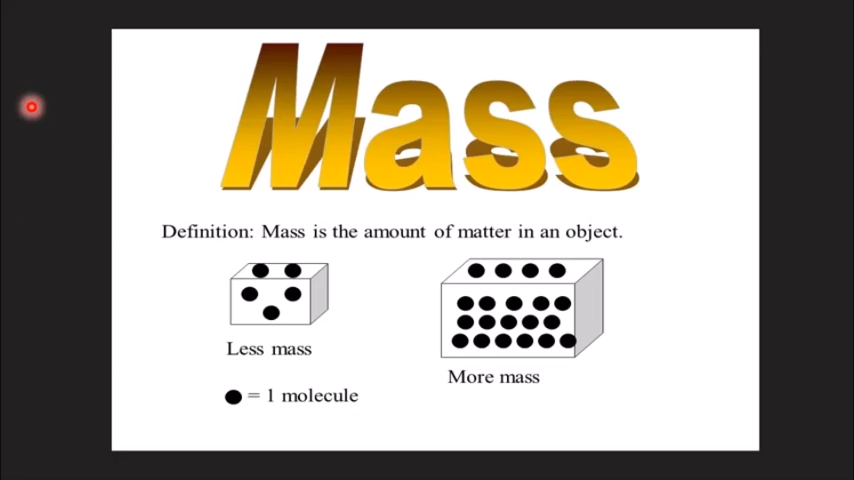 Mass
Definition: Mass is the amount of matter in an object.
Less mass
More mass
= 1 molecule